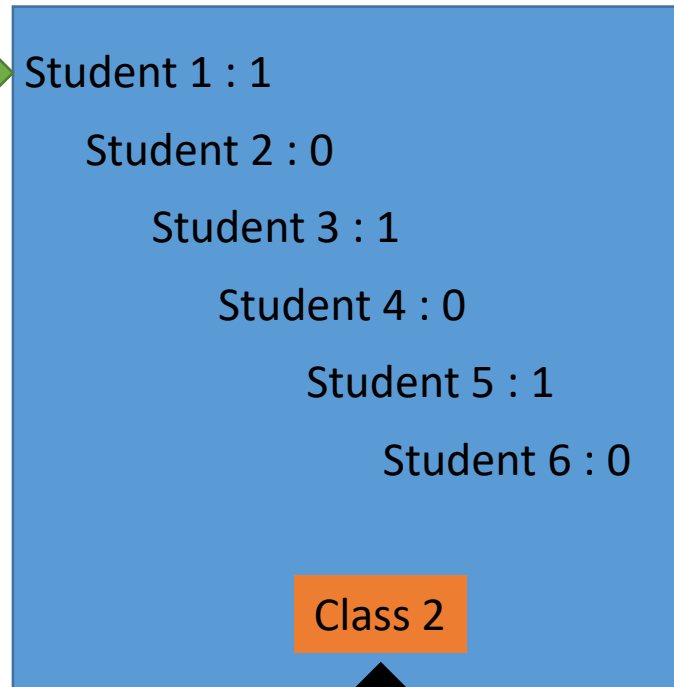 Student 1 : 1
Student 2 : 0
Student 3 : 1
Student 4 : 0
Student 5 : 1
Student 6 : 0
Class 2